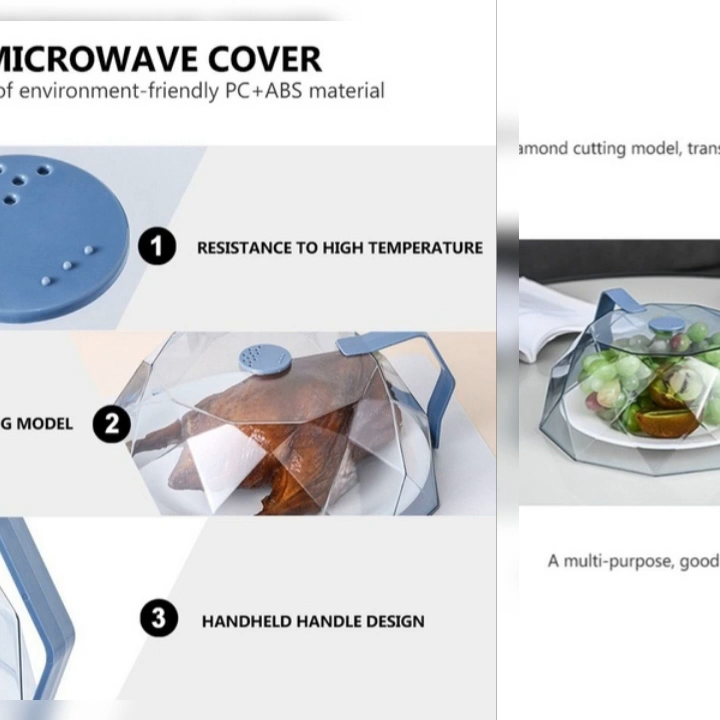 MICROWAVE COVER
of environment-friendly PC+ABS material
1 RESISTANCE TO HIGH TEMPERATURE
G MODEL 2
3 HANDHELD HANDLE DESIGN
amond cutting model, trans
A multi-purpose, good